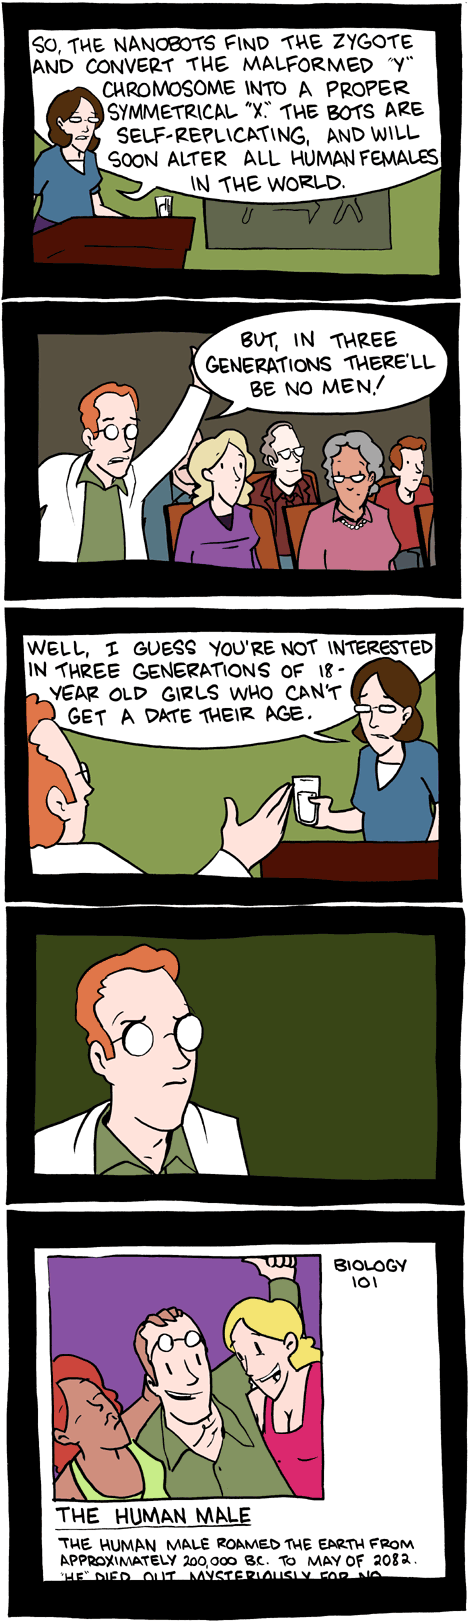 SO, THE NANOBOTS FIND THE ZYGOTE
AND CONVERT THE MALFORMED "Y"
CHROMOSOME INTO A PROPER
SYMMETRICAL "X." THE BOTS ARE
SELF-REPLICATING, AND WILL
SOON ALTER ALL HUMAN FEMALES
IN THE WORLD.
BUT, IN THREE
GENERATIONS THERE'LL
BE NO MEN!
WELL, I GUESS YOU'RE NOT INTERESTED
IN THREE GENERATIONS OF 18-
YEAR OLD GIRLS WHO CAN'T
GET A DATE THEIR AGE.
BIOLOGY
101
THE HUMAN MALE
THE HUMAN MALE ROAMED THE EARTH FROM
APPROXIMATELY 200,000 BC. TO MAY OF 2082.
"HE" DIED OUT MYSTERIOUSLY FOR NO